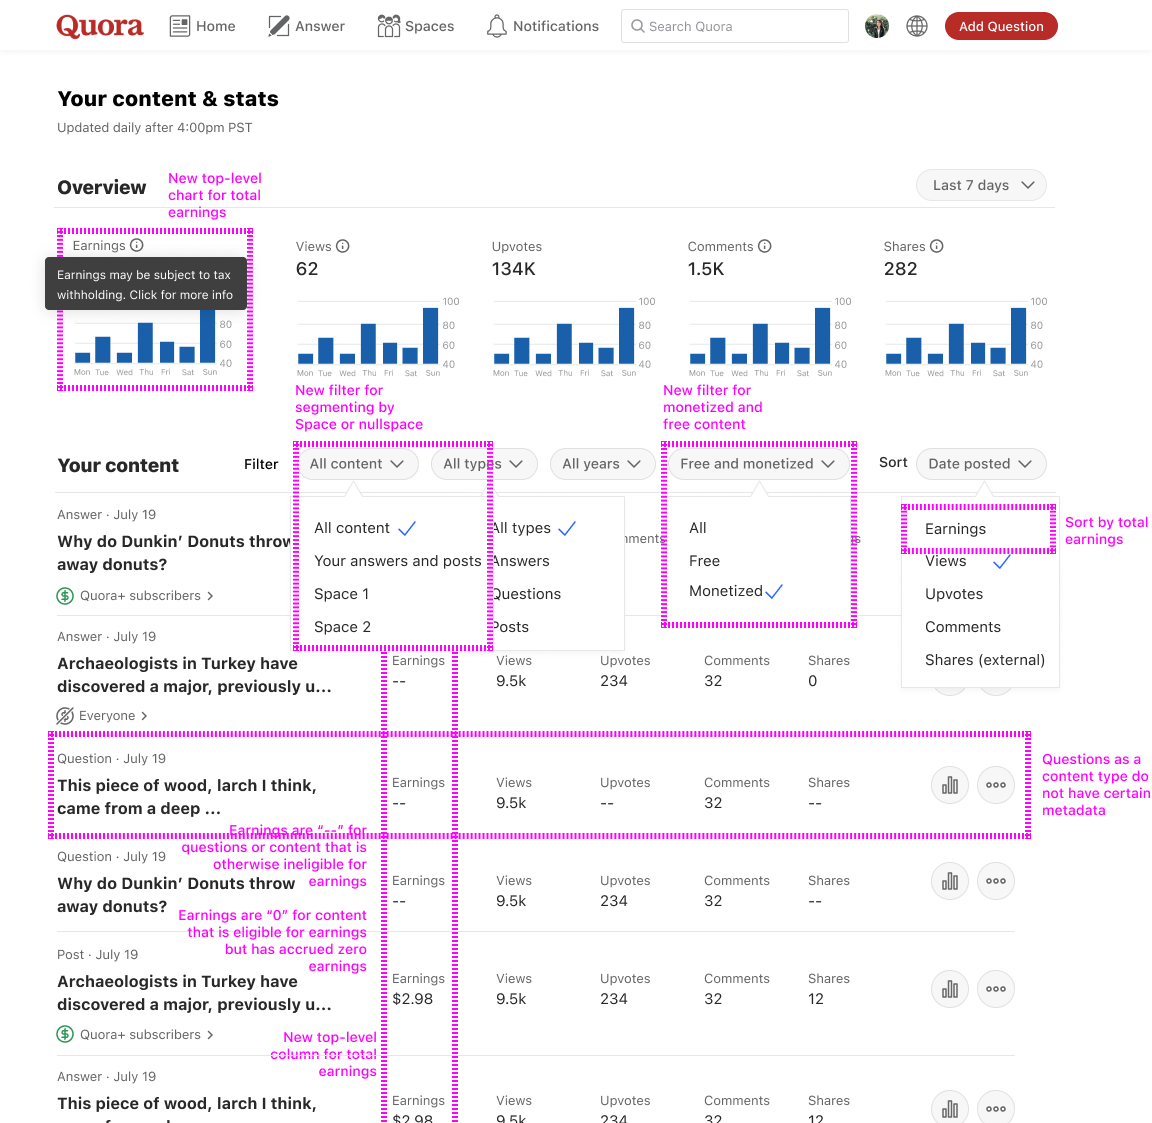 Quora
Home
Answer
Spaces
Notifications
Search Quora
Add Question
Your content & stats
Updated daily after 4:00pm PST
Overview
New top-level
chart for total
earnings
Last 7 days
Earnings
Earnings may be subject to tax
withholding. Click for more info
80
60
40
Mon Tue Wed Thu Fri Sat Sun
Views
62
100
80
60
40
Mon Tue Wed Thu Fri Sat Sun
Upvotes
134K
100
80
60
40
Mon Tue Wed Thu Fri Sat Sun
Comments
1.5K
100
80
60
40
Mon Tue Wed Thu Fri Sat Sun
Shares
282
100
80
60
40
Mon Tue Wed Thu Fri Sat Sun
New filter for
segmenting by
Space or nullspace
New filter for
monetized and
free content
Your content
Filter
All content
All types
All years
Free and monetized
Sort
Date posted
All content
Your answers and posts
Space 1
Space 2
All types
Answers
Questions
Posts
All
Free
Monetized
Earnings
Views
Upvotes
Comments
Shares (external)
Sort by total
earnings
Answer · July 19
Why do Dunkin’ Donuts throw
away donuts?
Quora+ subscribers
Answer · July 19
Archaeologists in Turkey have
discovered a major, previously u...
Everyone
Earnings
--
Views
9.5k
Upvotes
234
Comments
32
Shares
0
Question · July 19
This piece of wood, larch I think,
came from a deep ...
Earnings
--
Views
9.5k
Upvotes
--
Comments
32
Shares
--
Questions as a
content type do
not have certain
metadata
Earnings are “--” for
questions or content that is
otherwise ineligible for
earnings
Question · July 19
Why do Dunkin’ Donuts throw
away donuts?
Earnings
--
Views
9.5k
Upvotes
234
Comments
32
Shares
--
Earnings are “0” for content
that is eligible for earnings
but has accrued zero
earnings
Post · July 19
Archaeologists in Turkey have
discovered a major, previously u...
Quora+ subscribers
Earnings
$2.98
Views
9.5k
Upvotes
234
Comments
32
Shares
12
New top-level
column for total
earnings
Answer · July 19
This piece of wood, larch I think,
Earnings
$2.98
Views
9.5k
Upvotes
234
Comments
32
Shares
12